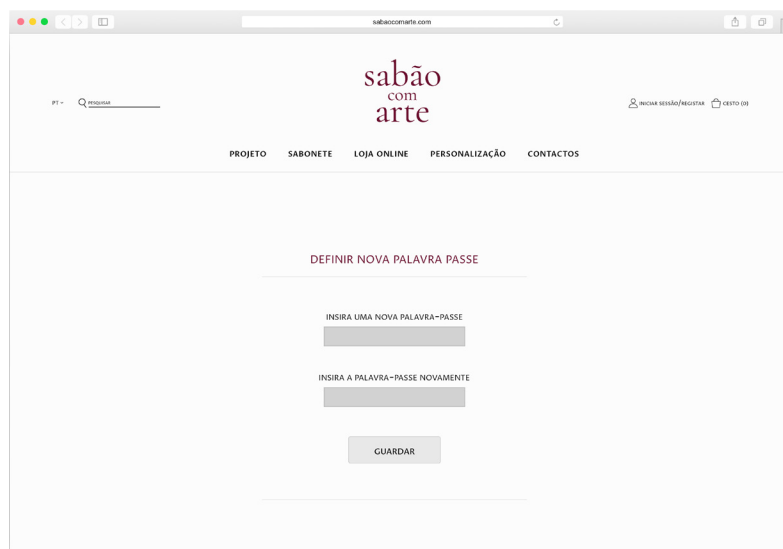 sabaocomarte.com
sabão
com
arte
PT
PESQUISAR
INICIAR SESSÃO/REGISTAR
CESTO (0)
PROJETO SABONETE LOJA ONLINE PERSONALIZAÇÃO CONTACTOS
DEFINIR NOVA PALAVRA PASSE
INSIRA UMA NOVA PALAVRA-PASSE
INSIRA A PALAVRA-PASSE NOVAMENTE
GUARDAR